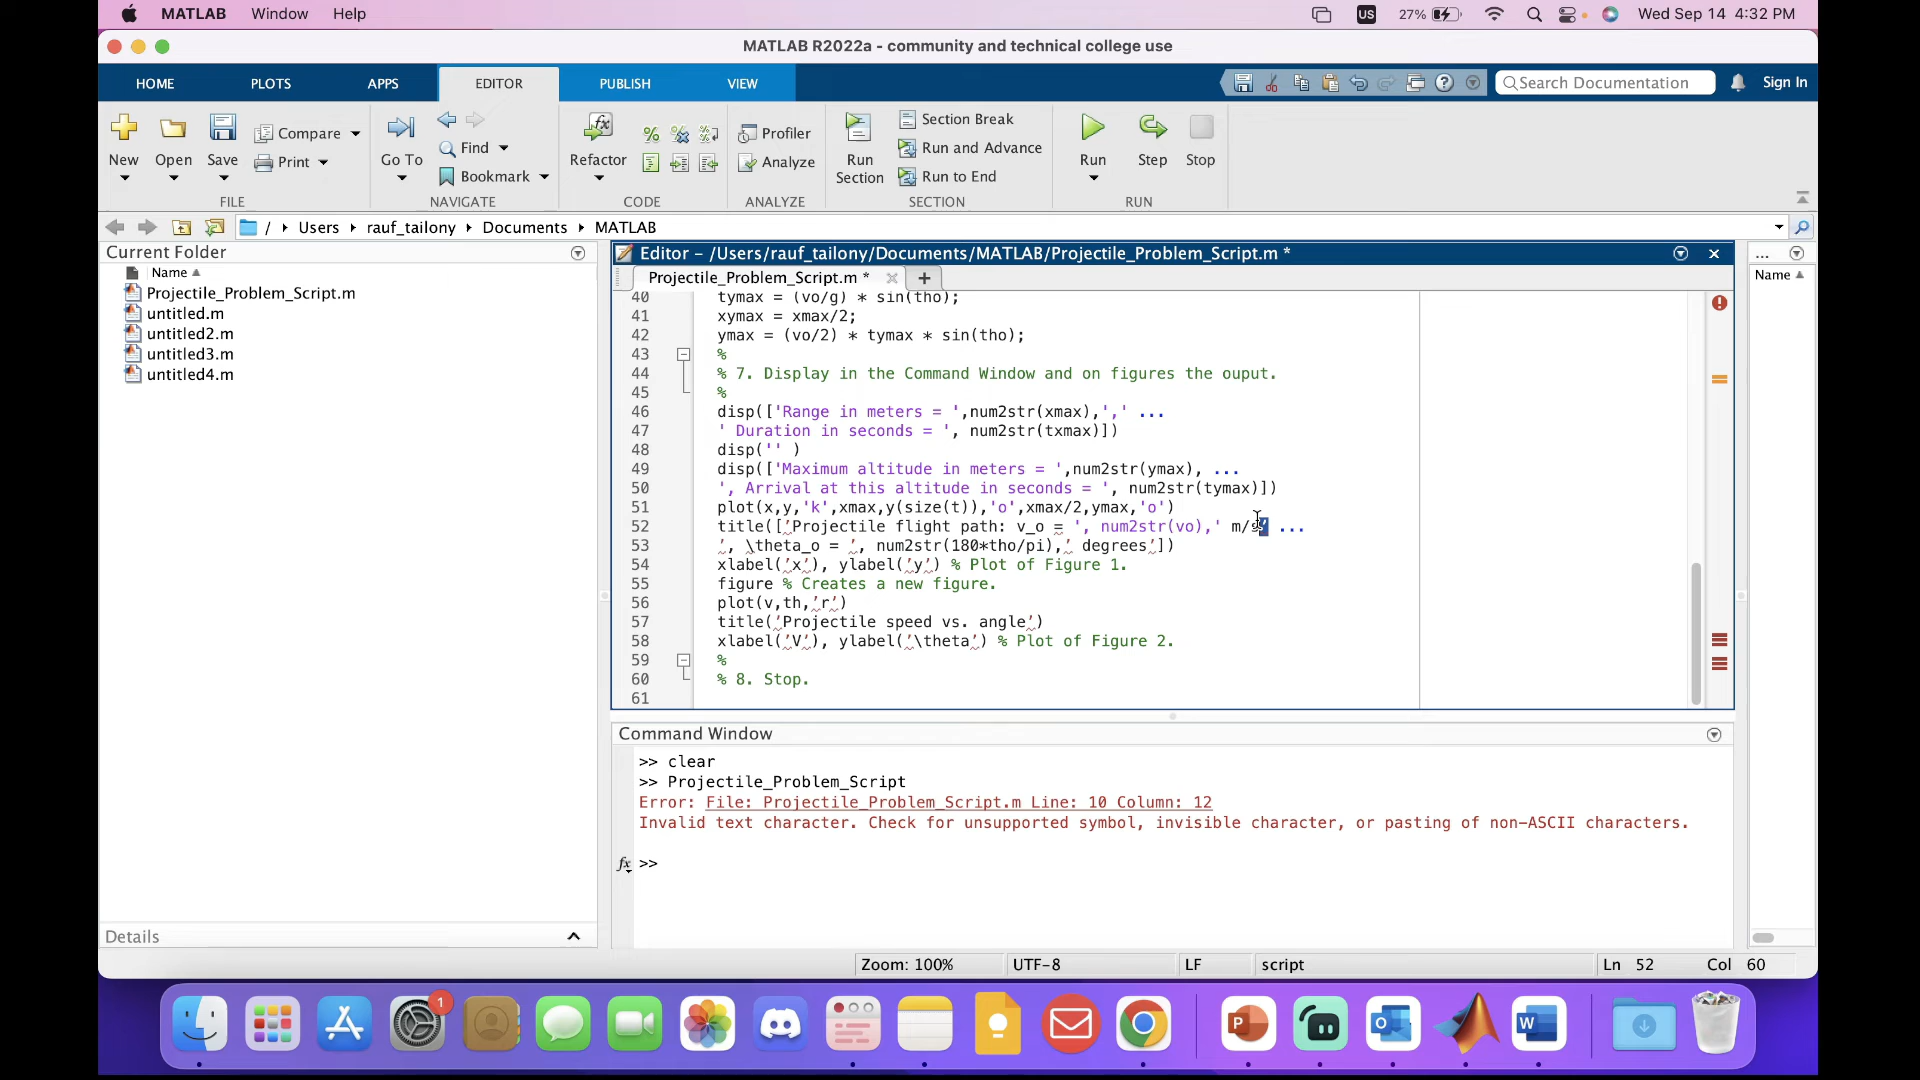 MATLAB Window Help US 27% Wed Sep 14 4:32 PM
MATLAB R2022a - community and technical college use
HOME PLOTS APPS EDITOR PUBLISH VIEW Search Documentation Sign In
New Open Save Compare Print Go To Find Bookmark Refactor Profiler Analyze Run Section Section Break Run and Advance Run to End Run Step Stop
FILE NAVIGATE CODE ANALYZE SECTION RUN
/ Users rauf_tailony Documents MATLAB
Current Folder
Name
Projectile_Problem_Script.m
untitled.m
untitled2.m
untitled3.m
untitled4.m
Details
Editor - /Users/rauf_tailony/Documents/MATLAB/Projectile_Problem_Script.m *
Projectile_Problem_Script.m * +
40 tymax = (vo/g) * sin(tho);
41 xymax = xmax/2;
42 ymax = (vo/2) * tymax * sin(tho);
43 %
44 % 7. Display in the Command Window and on figures the ouput.
45 %
46 disp(['Range in meters = ',num2str(xmax),',' ...
47 ' Duration in seconds = ', num2str(txmax)])
48 disp('' )
49 disp(['Maximum altitude in meters = ',num2str(ymax), ...
50 ', Arrival at this altitude in seconds = ', num2str(tymax)])
51 plot(x,y,'k',xmax,y(size(t)),'o',xmax/2,ymax,'o')
52 title([’Projectile flight path: v_o = ', num2str(vo),' m/s’ ...
53 ’, \theta_o = ’, num2str(180*tho/pi),’ degrees’])
54 xlabel(’x’), ylabel(’y’) % Plot of Figure 1.
55 figure % Creates a new figure.
56 plot(v,th,’r’)
57 title(’Projectile speed vs. angle’)
58 xlabel(’V’), ylabel(’\theta’) % Plot of Figure 2.
59 %
60 % 8. Stop.
61
... Name
Command Window
>> clear
>> Projectile_Problem_Script
Error: File: Projectile_Problem_Script.m Line: 10 Column: 12
Invalid text character. Check for unsupported symbol, invisible character, or pasting of non-ASCII characters.
fx >>
Zoom: 100% UTF-8 LF script Ln 52 Col 60
1